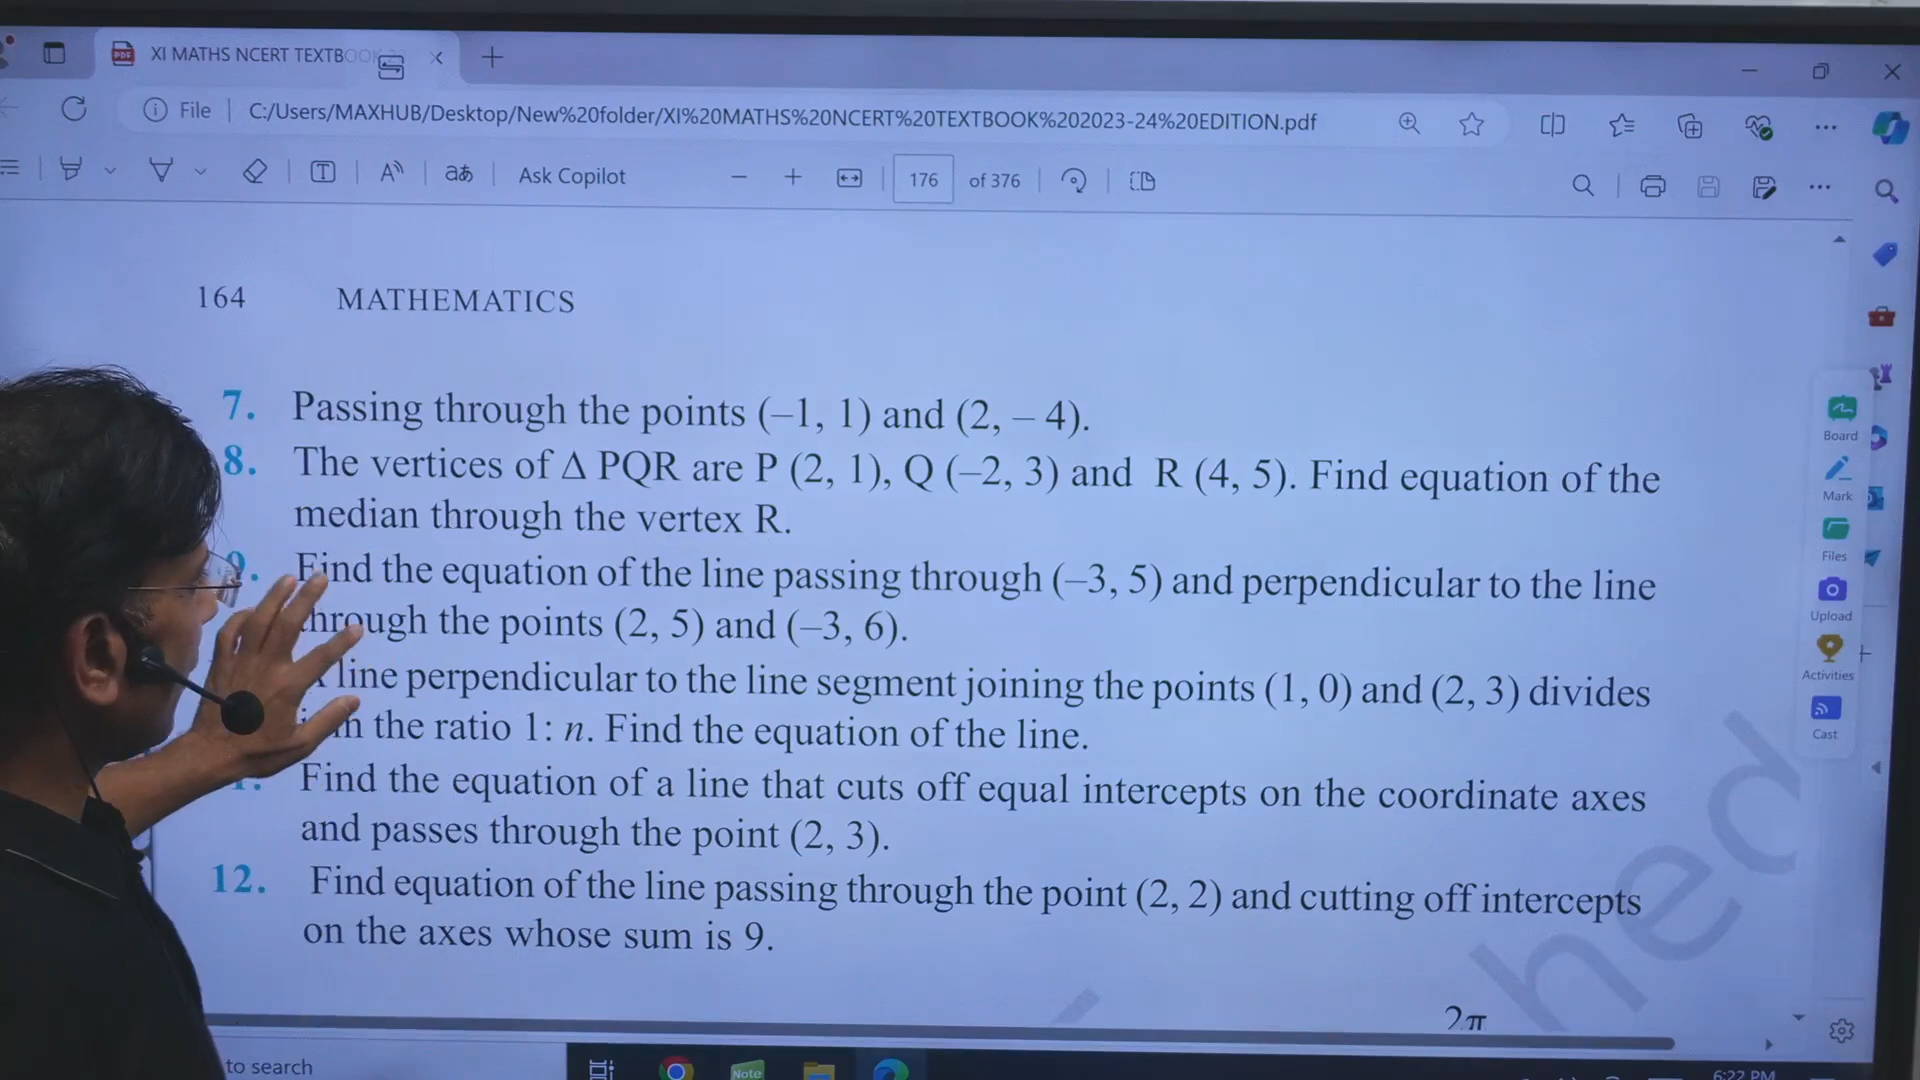 XI MATHS NCERT TEXTBOOK
File
C:/Users/MAXHUB/Desktop/New%20folder/XI%20MATHS%20NCERT%20TEXTBOOK%202023-24%20EDITION.pdf
Ask Copilot
176 of 376
164 MATHEMATICS
7. Passing through the points (–1, 1) and (2, – 4).
8. The vertices of Δ PQR are P (2, 1), Q (–2, 3) and R (4, 5). Find equation of the
median through the vertex R.
Find the equation of the line passing through (–3, 5) and perpendicular to the line
through the points (2, 5) and (–3, 6).
line perpendicular to the line segment joining the points (1, 0) and (2, 3) divides
in the ratio 1: n. Find the equation of the line.
Find the equation of a line that cuts off equal intercepts on the coordinate axes
and passes through the point (2, 3).
12. Find equation of the line passing through the point (2, 2) and cutting off intercepts
on the axes whose sum is 9.
2π
hed
Board
Mark
Files
Upload
Activities
Cast
to search
Note
6:22 PM